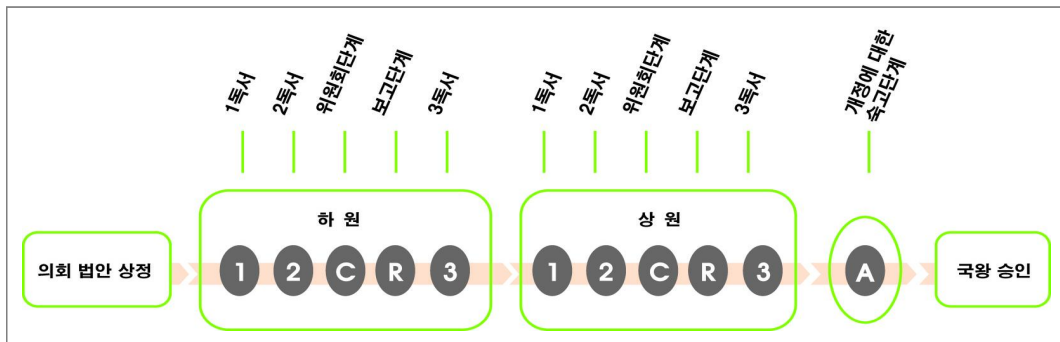 1독서
2독서
위원회단계
보고단계
3독서
1독서
2독서
위원회단계
보고단계
3독서
개정에 대한
숙고단계
하 원
상 원
의회 법안 상정
1 2 C R 3
1 2 C R 3
A
국왕 승인